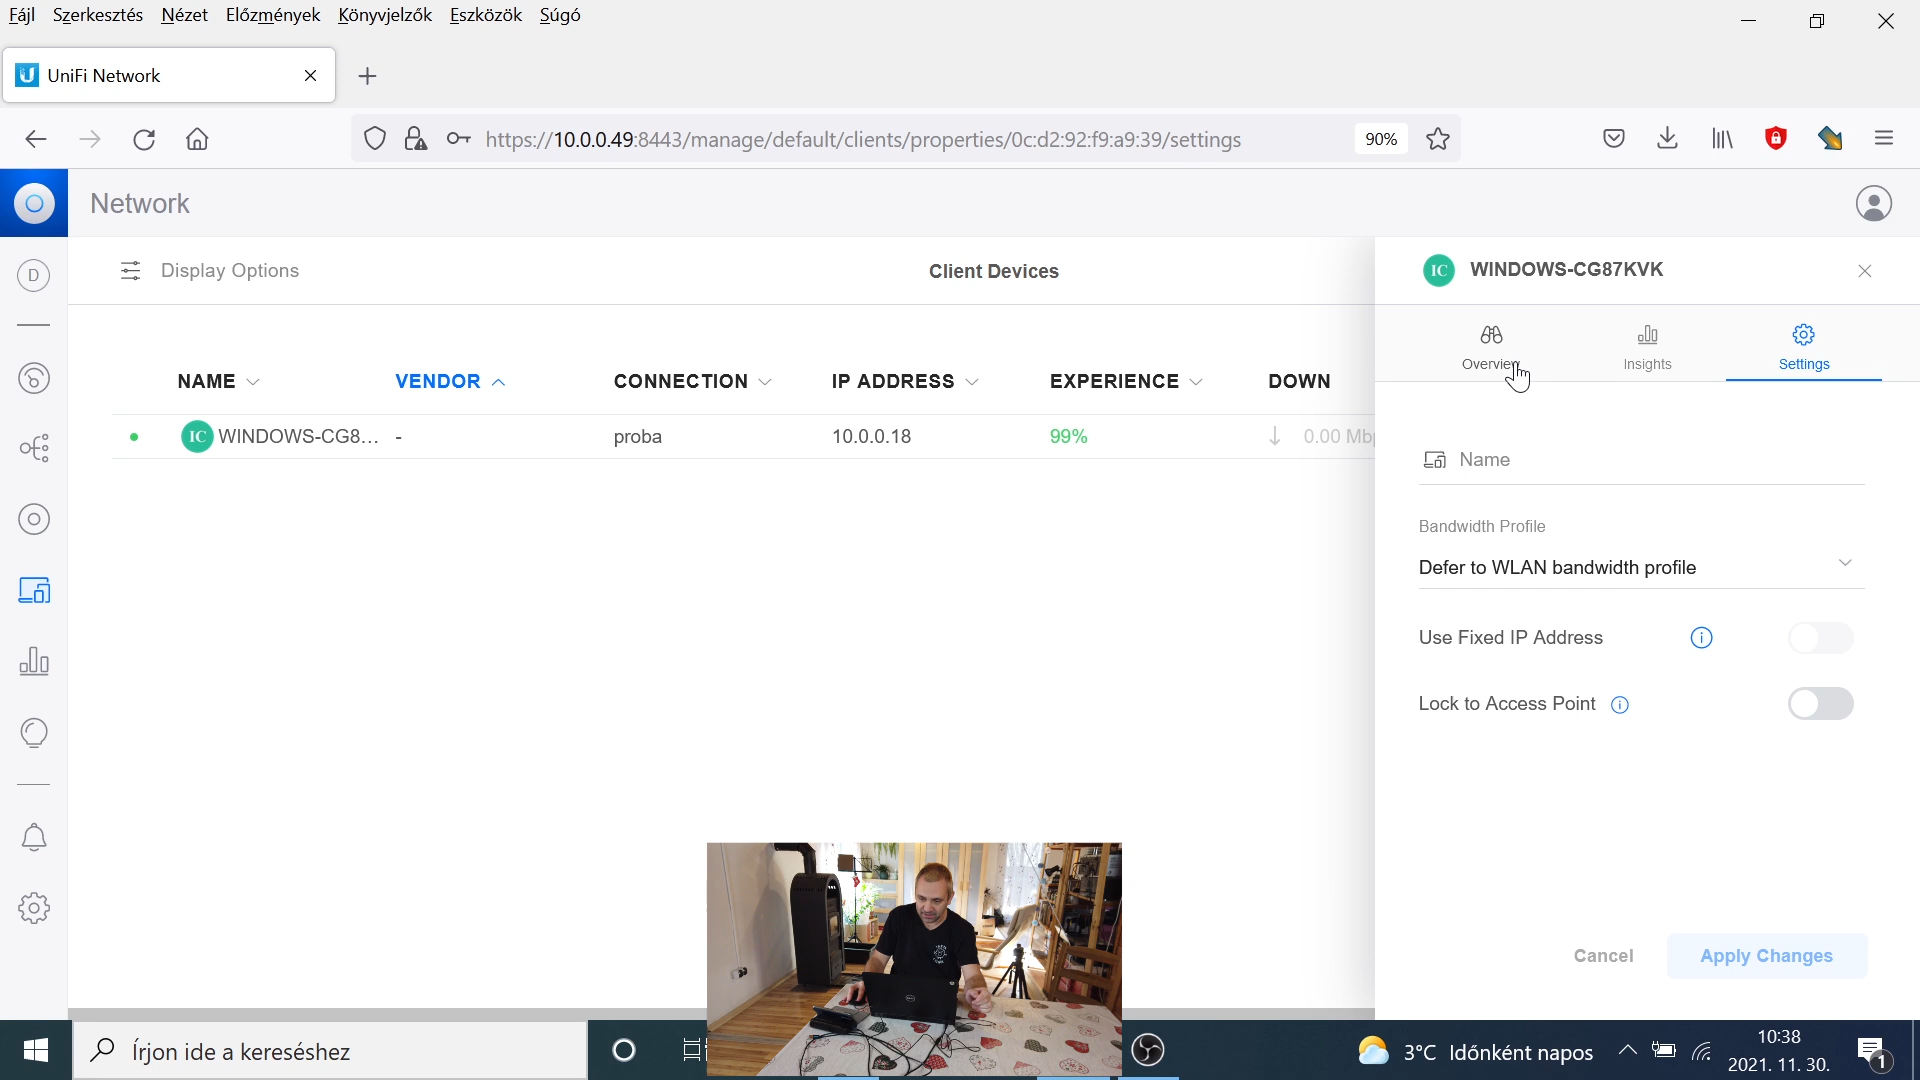 Fájl Szerkesztés Nézet Előzmények Könyvjelzők Eszközök Súgó
UniFi Network
https://10.0.0.49:8443/manage/default/clients/properties/0c:d2:92:f9:a9:39/settings
90%
Network
Display Options
Client Devices
IC WINDOWS-CG87KVK
D
Overview
Insights
Settings
NAME VENDOR CONNECTION IP ADDRESS EXPERIENCE DOWN
IC WINDOWS-CG8... - proba 10.0.0.18 99% 0.00 Mb
Name
Bandwidth Profile
Defer to WLAN bandwidth profile
Use Fixed IP Address
Lock to Access Point
Cancel
Apply Changes
Írjon ide a kereséshez
3°C Időnként napos
10:38
2021. 11. 30.
1